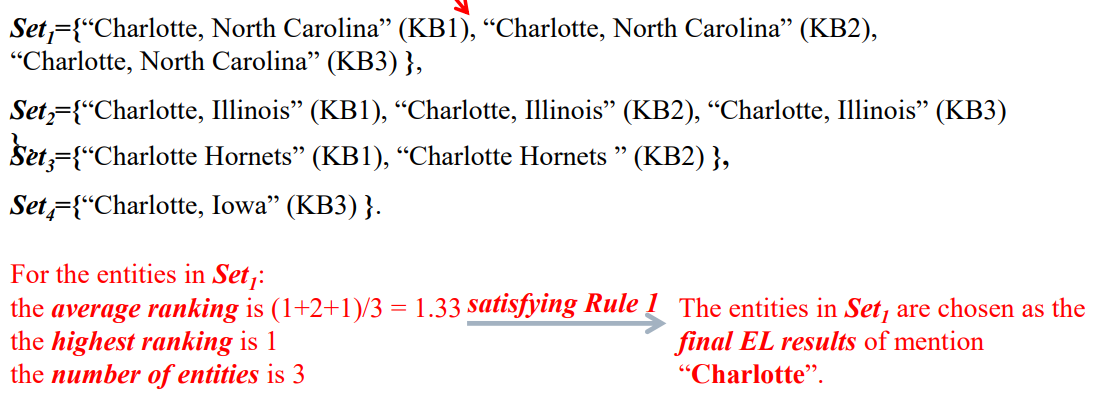 Set1={“Charlotte, North Carolina” (KB1), “Charlotte, North Carolina” (KB2),
“Charlotte, North Carolina” (KB3) },
Set2={“Charlotte, Illinois” (KB1), “Charlotte, Illinois” (KB2), “Charlotte, Illinois” (KB3)
},
Set3={“Charlotte Hornets” (KB1), “Charlotte Hornets ” (KB2) },
Set4={“Charlotte, Iowa” (KB3) }.
For the entities in Set1:
the average ranking is (1+2+1)/3 = 1.33 satisfying Rule 1
the highest ranking is 1
the number of entities is 3
The entities in Set1 are chosen as the
final EL results of mention
“Charlotte”.